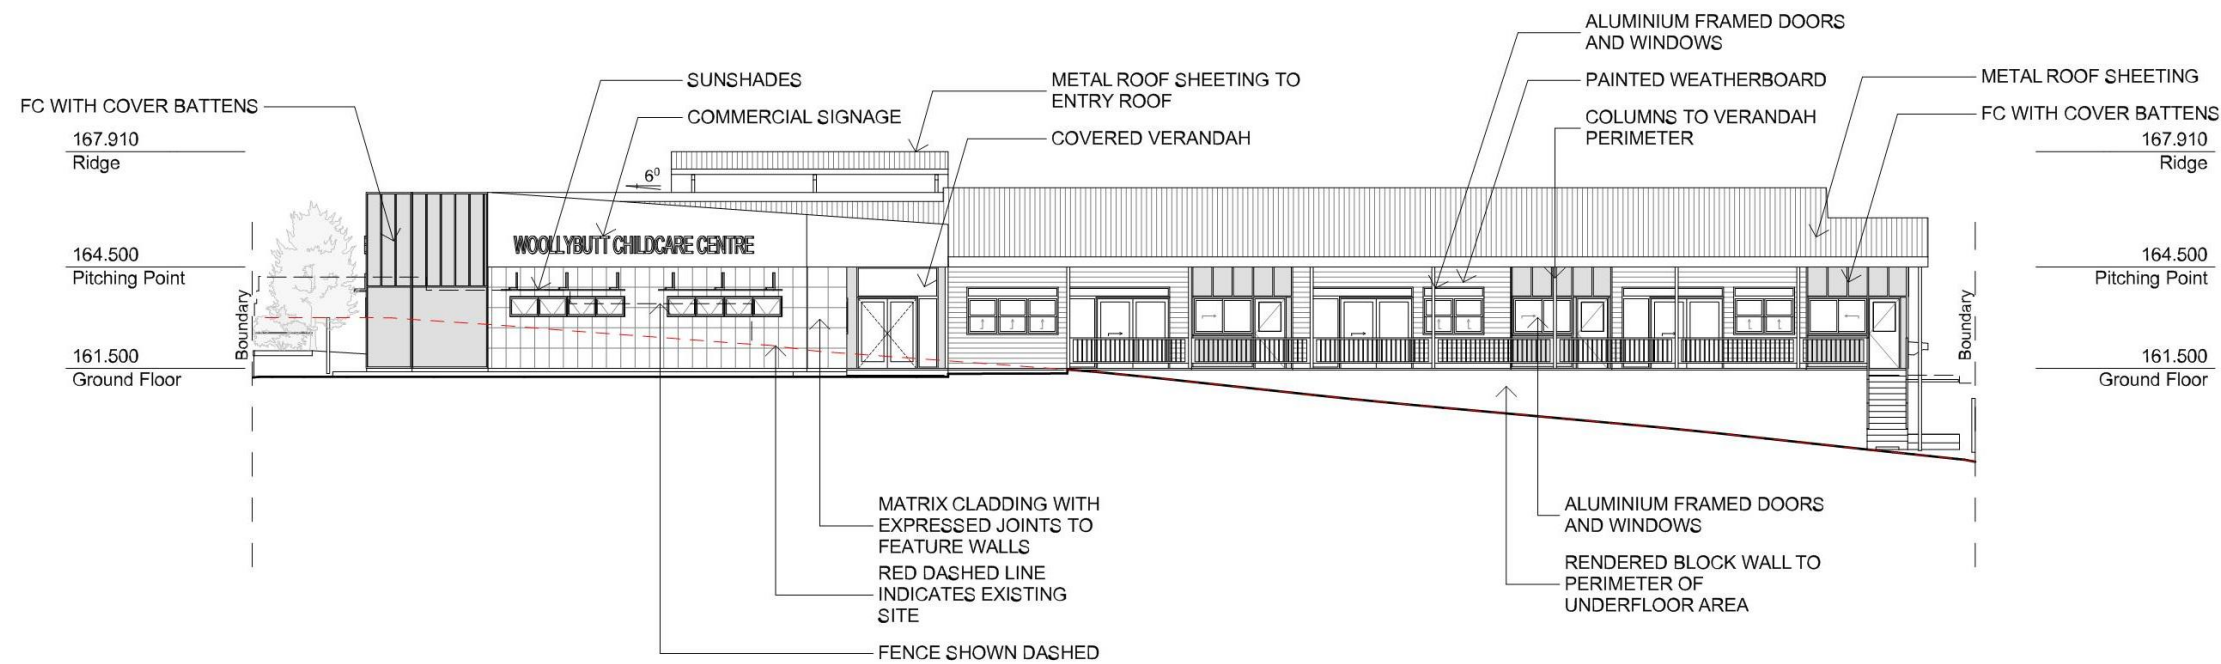 ALUMINIUM FRAMED DOORS
AND WINDOWS
SUNSHADES
METAL ROOF SHEETING TO
ENTRY ROOF
PAINTED WEATHERBOARD
METAL ROOF SHEETING
FC WITH COVER BATTENS
COMMERCIAL SIGNAGE
COLUMNS TO VERANDAH
PERIMETER
FC WITH COVER BATTENS
COVERED VERANDAH
167.910
Ridge
167.910
Ridge
6⁰
WOOLLYBUTT CHILDCARE CENTRE
164.500
Pitching Point
164.500
Pitching Point
Boundary
Boundary
161.500
Ground Floor
161.500
Ground Floor
MATRIX CLADDING WITH
EXPRESSED JOINTS TO
FEATURE WALLS
ALUMINIUM FRAMED DOORS
AND WINDOWS
RED DASHED LINE
INDICATES EXISTING
SITE
RENDERED BLOCK WALL TO
PERIMETER OF
UNDERFLOOR AREA
FENCE SHOWN DASHED